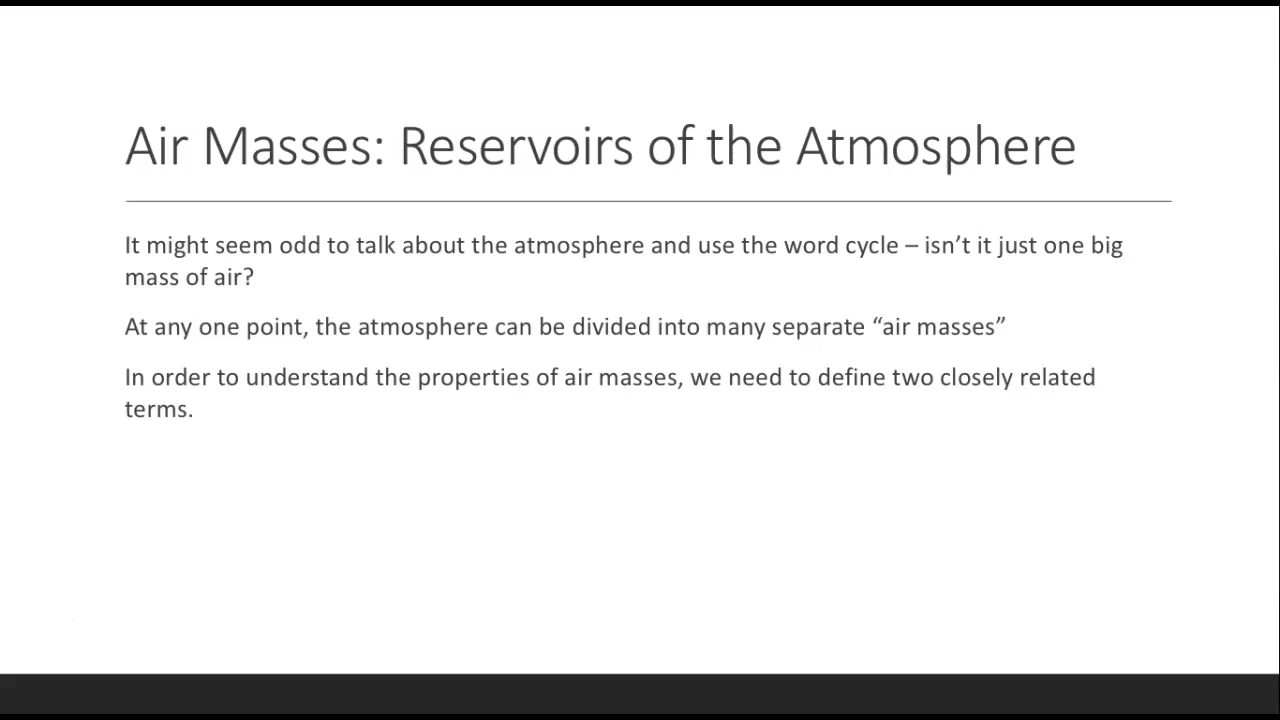 Air Masses: Reservoirs of the Atmosphere
It might seem odd to talk about the atmosphere and use the word cycle – isn’t it just one big
mass of air?
At any one point, the atmosphere can be divided into many separate “air masses”
In order to understand the properties of air masses, we need to define two closely related
terms.